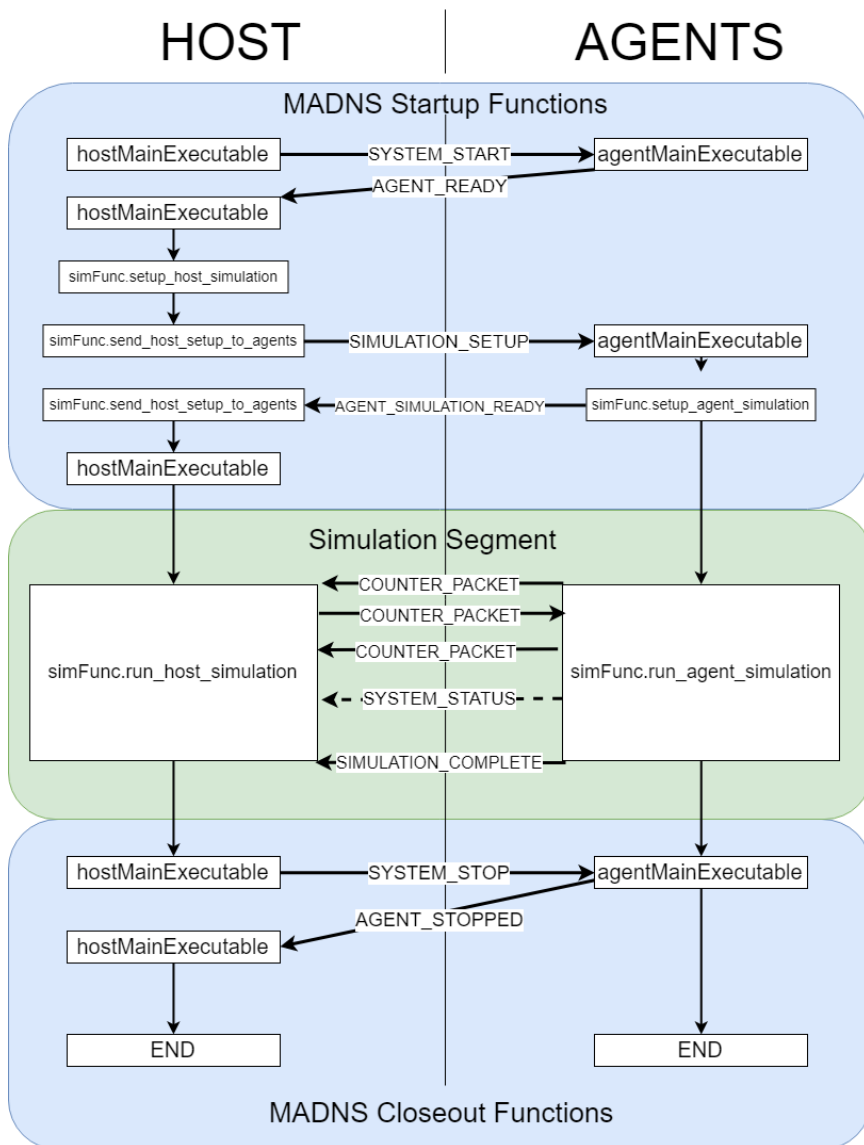 HOST
AGENTS
MADNS Startup Functions
hostMainExecutable
SYSTEM_START
agentMainExecutable
AGENT_READY
hostMainExecutable
simFunc.setup_host_simulation
simFunc.send_host_setup_to_agents
SIMULATION_SETUP
agentMainExecutable
simFunc.send_host_setup_to_agents
AGENT_SIMULATION_READY
simFunc.setup_agent_simulation
hostMainExecutable
Simulation Segment
COUNTER_PACKET
COUNTER_PACKET
COUNTER_PACKET
simFunc.run_host_simulation
simFunc.run_agent_simulation
SYSTEM_STATUS
SIMULATION_COMPLETE
hostMainExecutable
SYSTEM_STOP
agentMainExecutable
AGENT_STOPPED
hostMainExecutable
END
END
MADNS Closeout Functions